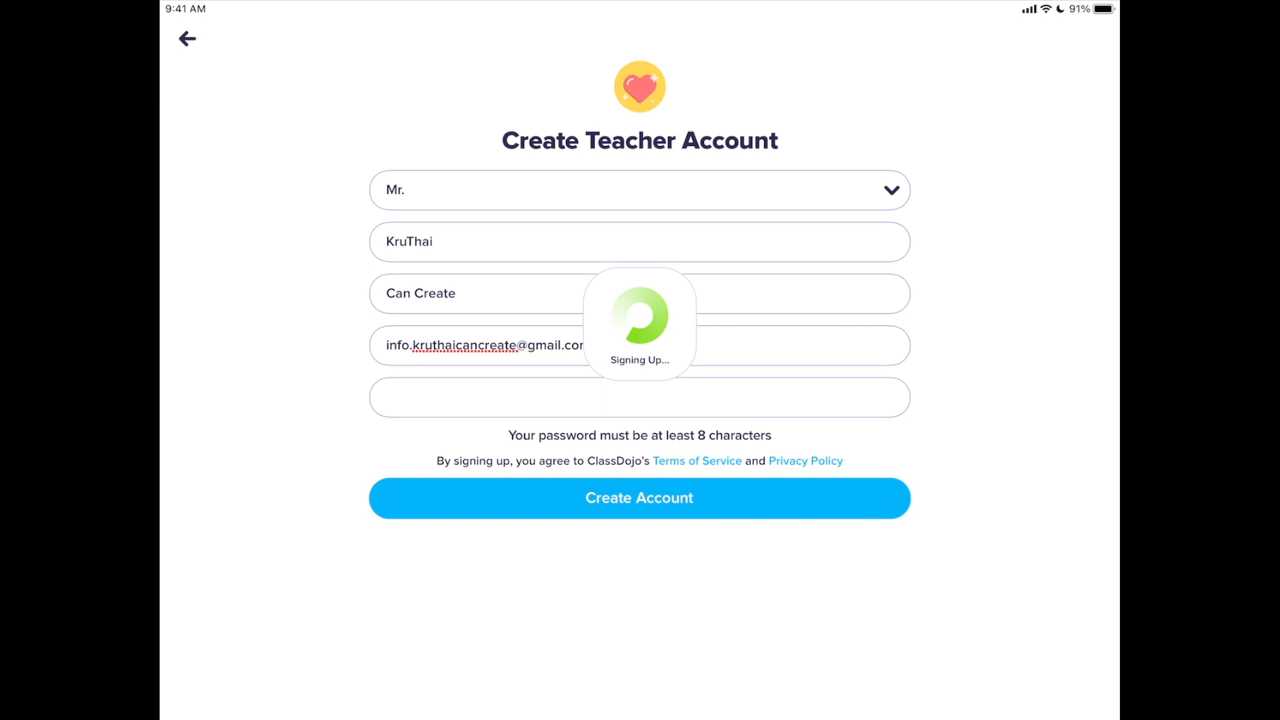 9:41 AM
91%
Create Teacher Account
Mr.
KruThai
Can Create
info.kruthaicancreate@gmail.cor
Signing Up...
Your password must be at least 8 characters
By signing up, you agree to ClassDojo's Terms of Service and Privacy Policy
Create Account